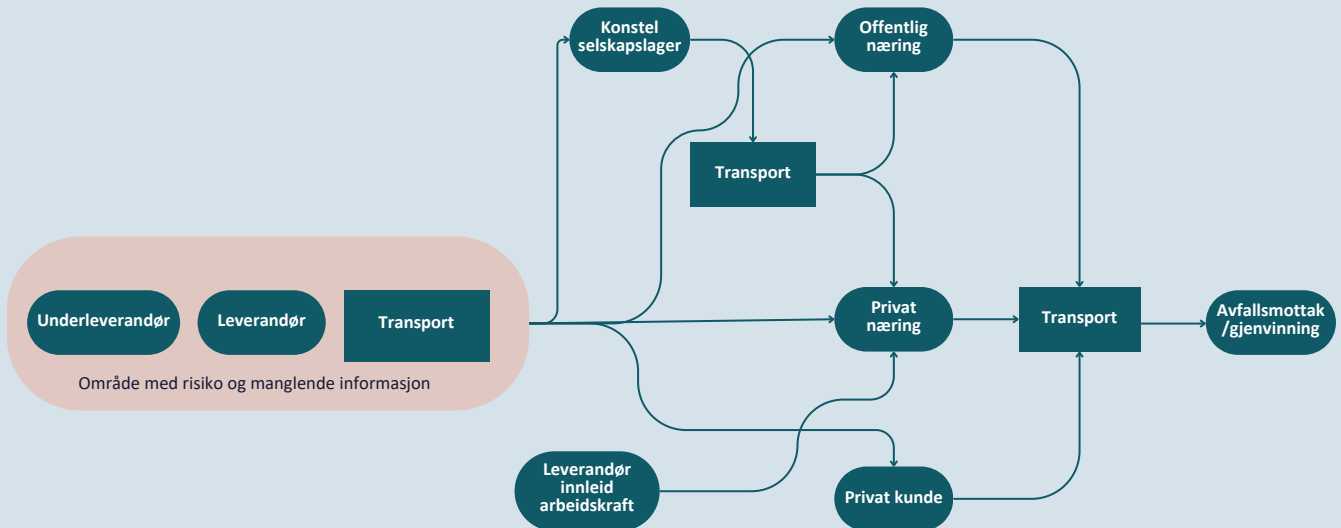 Konstel
selskapslager
Offentlig
næring
Transport
Underleverandør
Leverandør
Transport
Område med risiko og manglende informasjon
Privat
næring
Transport
Avfallsmottak
/gjenvinning
Leverandør
innleid
arbeidskraft
Privat kunde